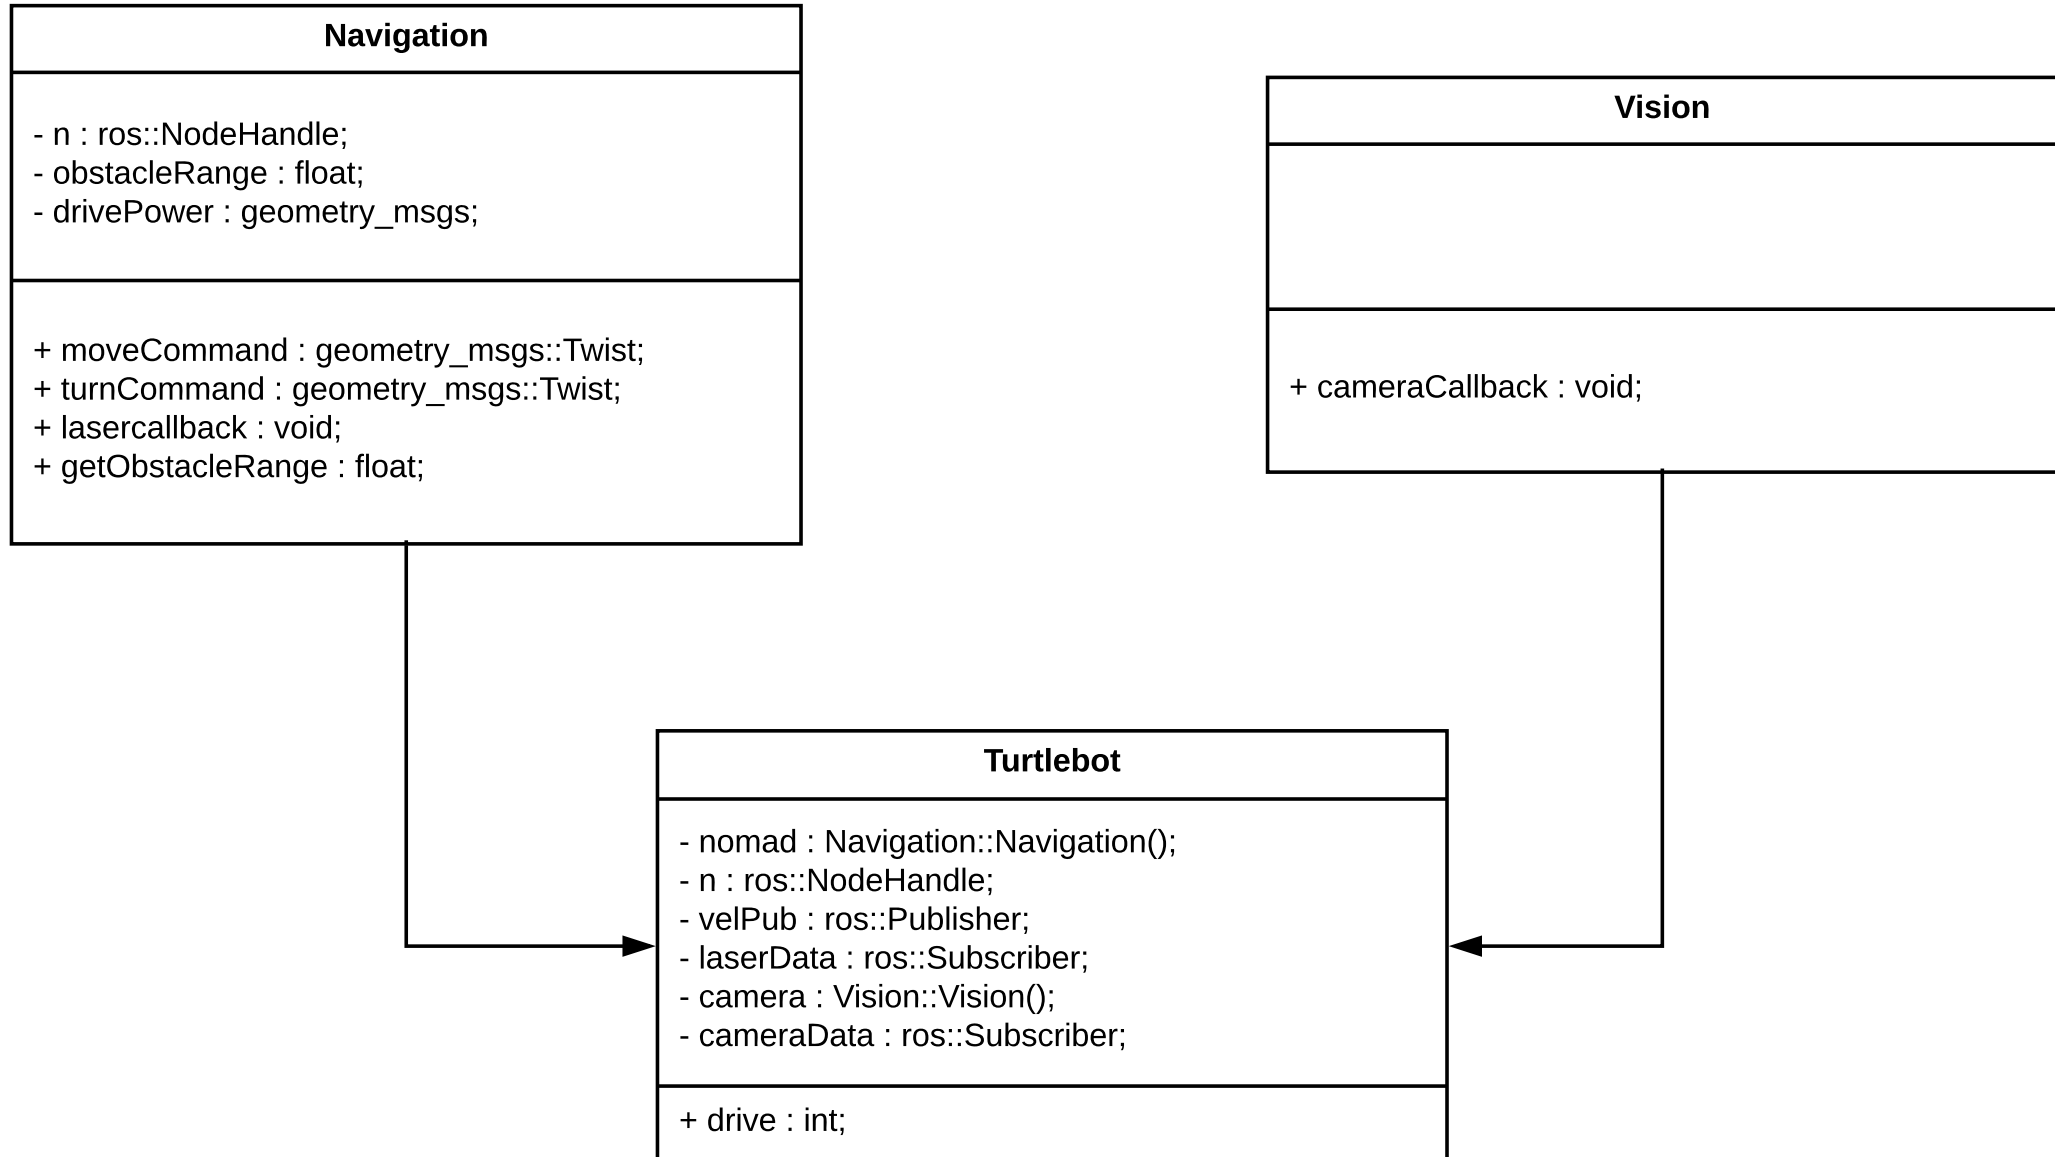 Navigation
- n : ros::NodeHandle;
- obstacleRange : float;
- drivePower : geometry_msgs;
+ moveCommand : geometry_msgs::Twist;
+ turnCommand : geometry_msgs::Twist;
+ lasercallback : void;
+ getObstacleRange : float;
Vision
+ cameraCallback : void;
Turtlebot
- nomad : Navigation::Navigation();
- n : ros::NodeHandle;
- velPub : ros::Publisher;
- laserData : ros::Subscriber;
- camera : Vision::Vision();
- cameraData : ros::Subscriber;
+ drive : int;